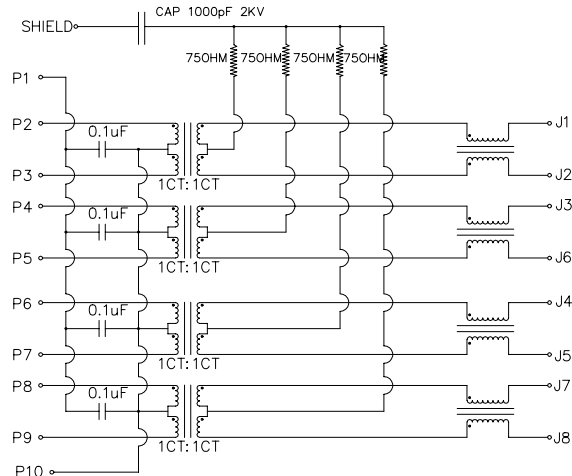 CAP 1000pF 2KV
SHIELD
75OHM 75OHM 75OHM 75OHM
P1
P2 J1
0.1uF
P3 J2
1CT:1CT
P4 J3
0.1uF
P5 J6
1CT:1CT
P6 J4
0.1uF
P7 J5
1CT:1CT
P8 J7
0.1uF
P9 J8
1CT:1CT
P10